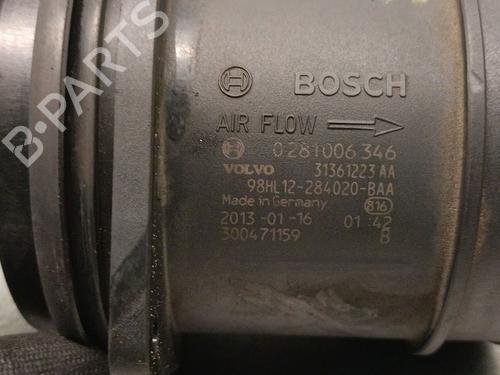 BOSCH
AIR FLOW
0 281 006 346
VOLVO 31361223 AA
98HL12-284020-BAA
Made in Germany 816
2013-01-16 01:42
300471159 B